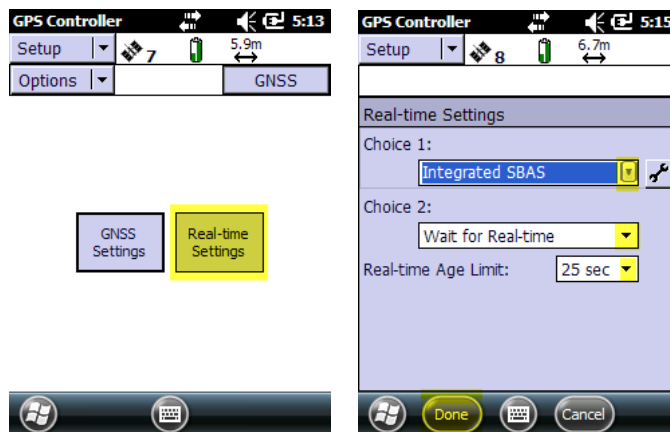 GPS Controller 5:13
Setup 7 5.9m
Options GNSS
GNSS
Settings
Real-time
Settings
GPS Controller 5:15
Setup 8 6.7m
Real-time Settings
Choice 1:
Integrated SBAS
Choice 2:
Wait for Real-time
Real-time Age Limit: 25 sec
Done Cancel